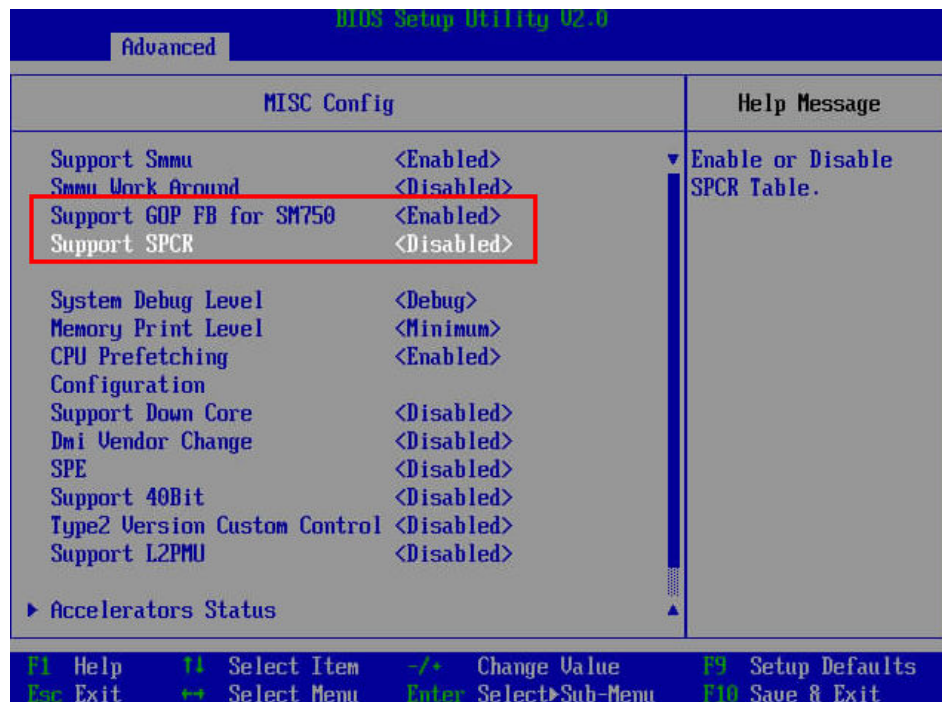 BIOS Setup Utility V2.0
Advanced
MISC Config
Help Message
Support Smmu <Enabled>
Smmu Work Around <Disabled>
Support GOP FB for SM750 <Enabled>
Support SPCR <Disabled>
System Debug Level <Debug>
Memory Print Level <Minimum>
CPU Prefetching <Enabled>
Configuration
Support Down Core <Disabled>
Dmi Vendor Change <Disabled>
SPE <Disabled>
Support 40Bit <Disabled>
Type2 Version Custom Control <Disabled>
Support L2PMU <Disabled>
▶ Accelerators Status
Enable or Disable
SPCR Table.
F1 Help ↑↓ Select Item -/+ Change Value F9 Setup Defaults
Esc Exit ↔ Select Menu Enter Select▶Sub-Menu F10 Save & Exit